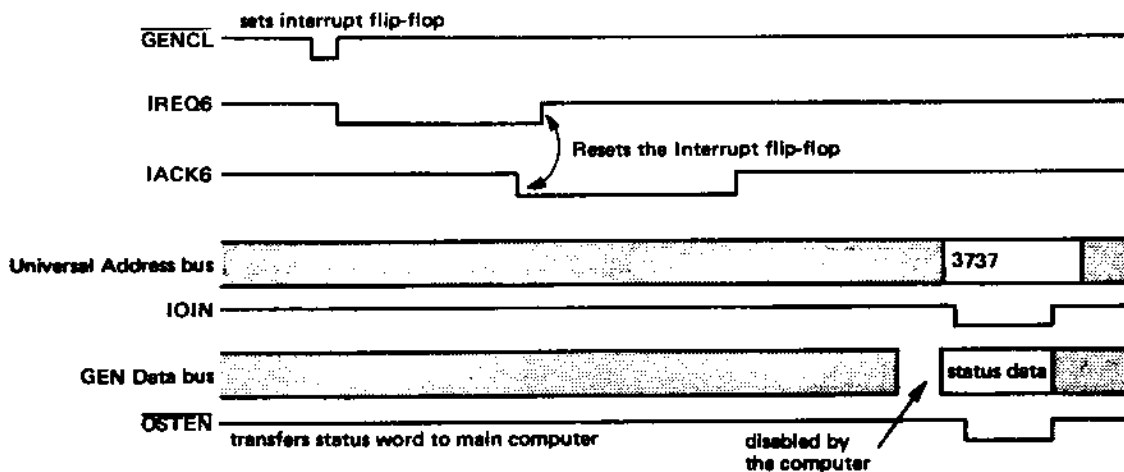 sets interrupt flip-flop
GENCL
IREQ6
Resets the Interrupt flip-flop
IACK6
Universal Address bus
3737
IOIN
GEN Data bus
status data
OSTEN
transfers status word to main computer
disabled by
the computer